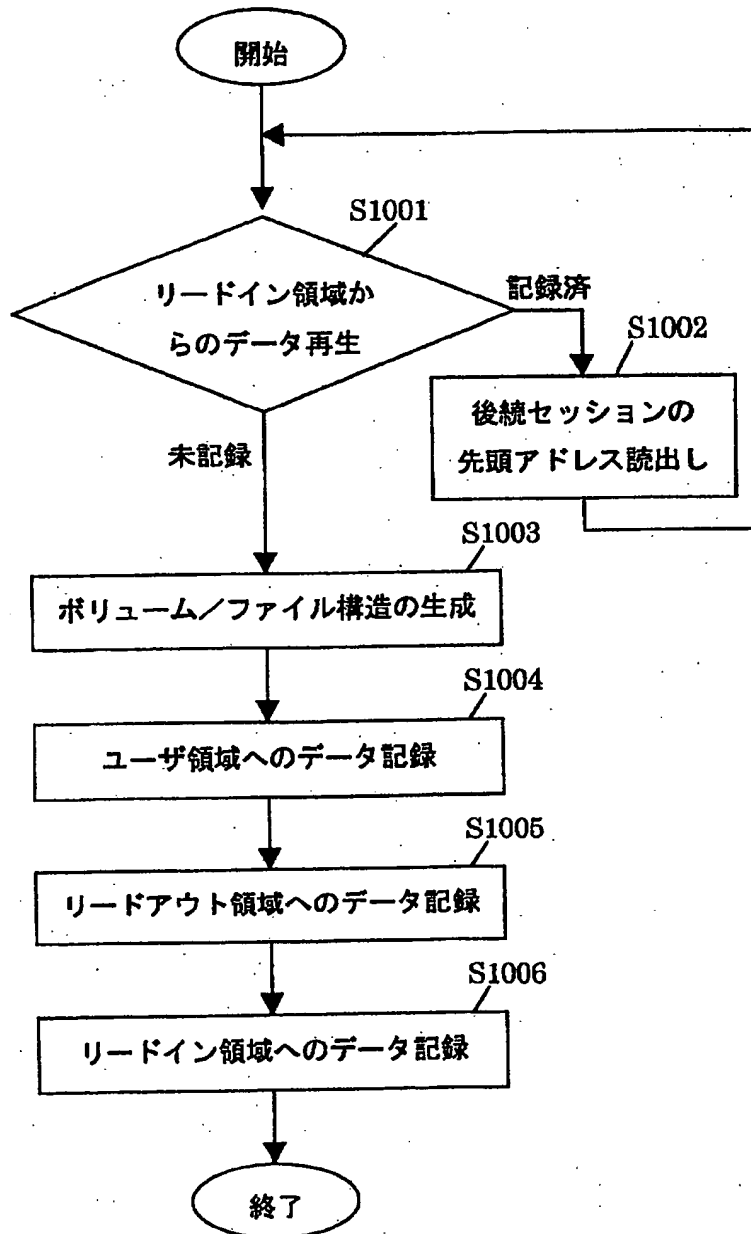 開始
S1001
リードイン領域か
らのデータ再生
記録済
S1002
後続セッションの
先頭アドレス読出し
未記録
S1003
ボリューム／ファイル構造の生成
S1004
ユーザ領域へのデータ記録
S1005
リードアウト領域へのデータ記録
S1006
リードイン領域へのデータ記録
終了